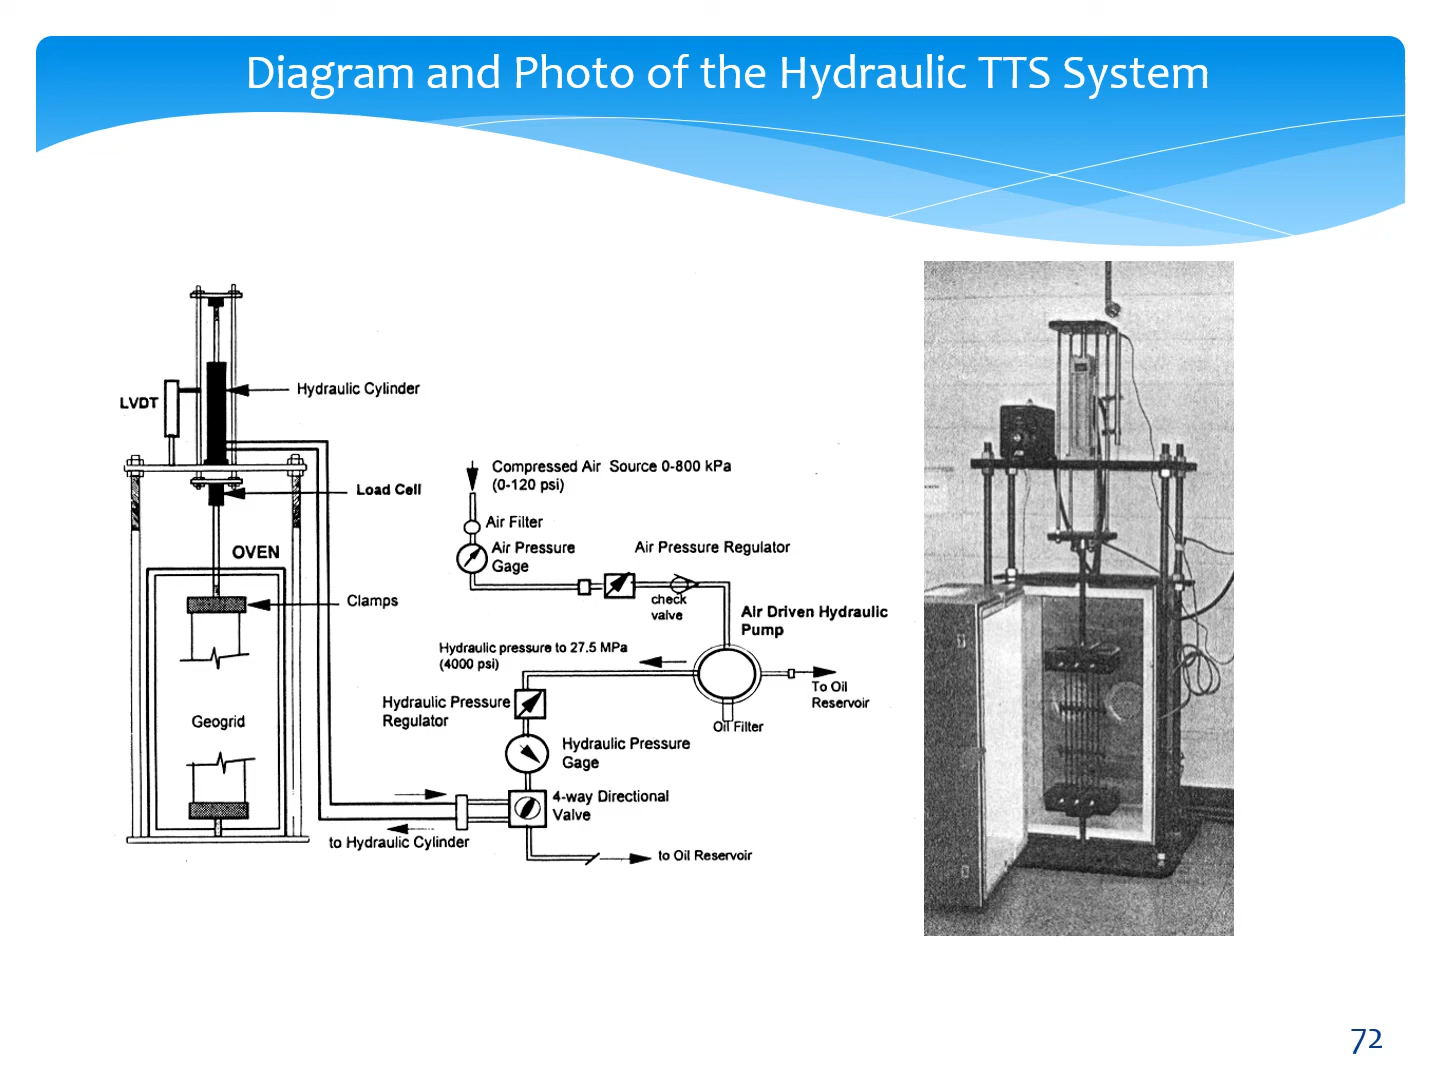 Diagram and Photo of the Hydraulic TTS System
Hydraulic Cylinder
LVDT
Load Cell
OVEN
Clamps
Geogrid
Compressed Air Source 0-800 kPa
(0-120 psi)
Air Filter
Air Pressure
Gage
Air Pressure Regulator
check
valve
Air Driven Hydraulic
Pump
Hydraulic pressure to 27.5 MPa
(4000 psi)
To Oil
Reservoir
Oil Filter
Hydraulic Pressure
Regulator
Hydraulic Pressure
Gage
4-way Directional
Valve
to Hydraulic Cylinder
to Oil Reservoir
72